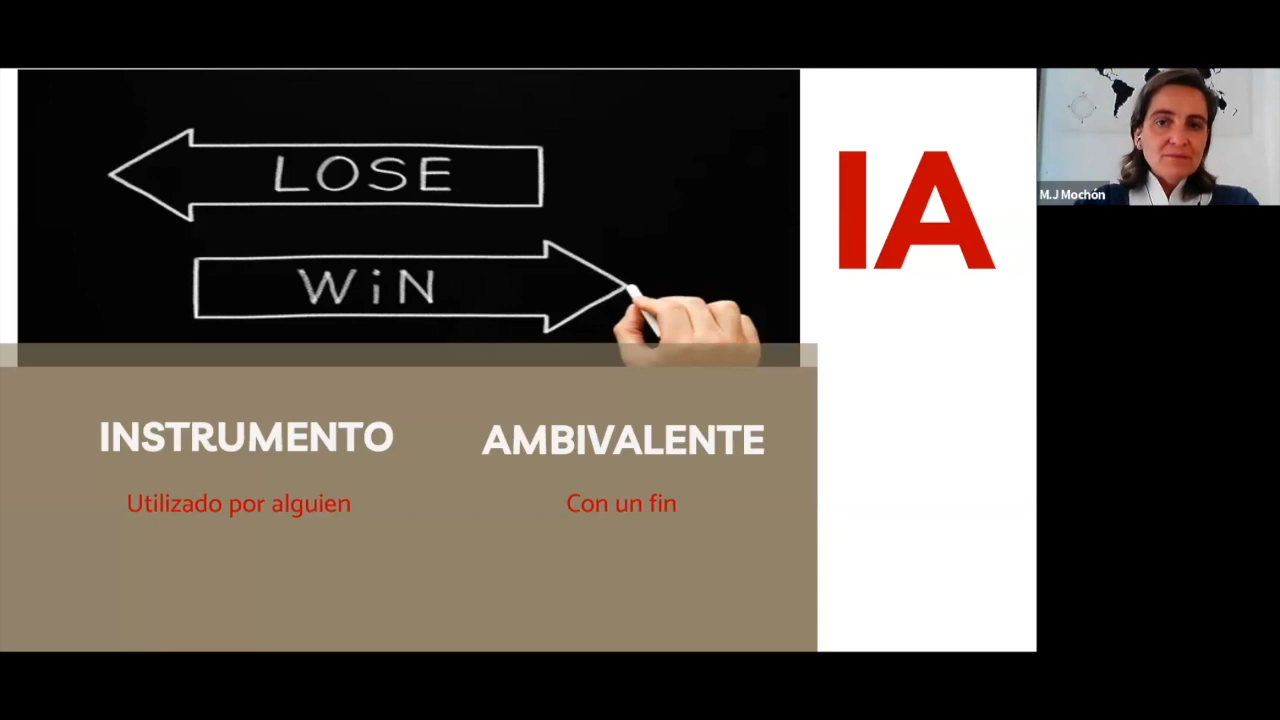 LOSE
WiN
IA
INSTRUMENTO
Utilizado por alguien
AMBIVALENTE
Con un fin
M.J Mochón